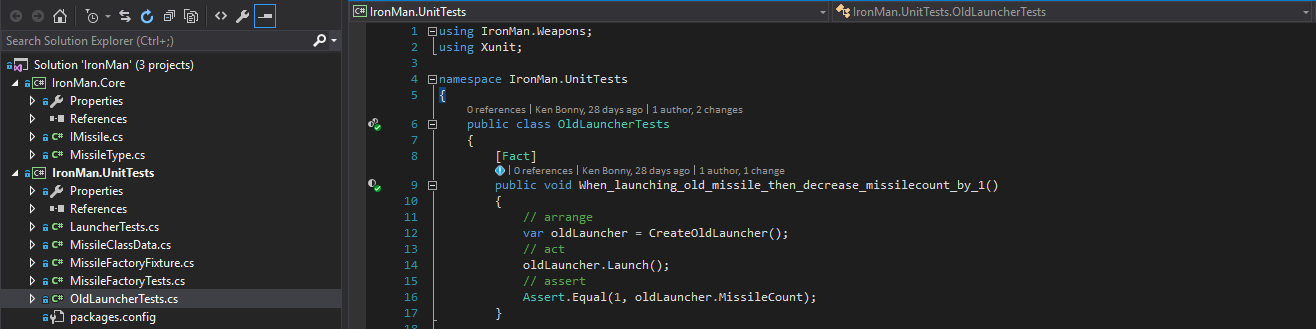 Search Solution Explorer (Ctrl+;)
Solution 'IronMan' (3 projects)
C# IronMan.Core
Properties
References
C# IMissile.cs
C# MissileType.cs
C# IronMan.UnitTests
Properties
References
C# LauncherTests.cs
C# MissileClassData.cs
C# MissileFactoryFixture.cs
C# MissileFactoryTests.cs
C# OldLauncherTests.cs
packages.config
C# IronMan.UnitTests
IronMan.UnitTests.OldLauncherTests
1 using IronMan.Weapons;
2 using Xunit;
3
4 namespace IronMan.UnitTests
5 {
0 references | Ken Bonny, 28 days ago | 1 author, 2 changes
6 public class OldLauncherTests
7 {
8 [Fact]
0 references | Ken Bonny, 28 days ago | 1 author, 1 change
9 public void When_launching_old_missile_then_decrease_missilecount_by_1()
10 {
11 // arrange
12 var oldLauncher = CreateOldLauncher();
13 // act
14 oldLauncher.Launch();
15 // assert
16 Assert.Equal(1, oldLauncher.MissileCount);
17 }